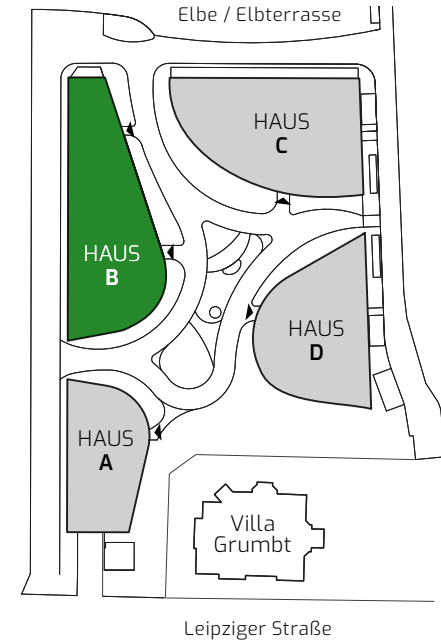 Elbe / Elbterrasse
HAUS
C
HAUS
B
HAUS
D
HAUS
A
Villa
Grumbt
Leipziger Straße